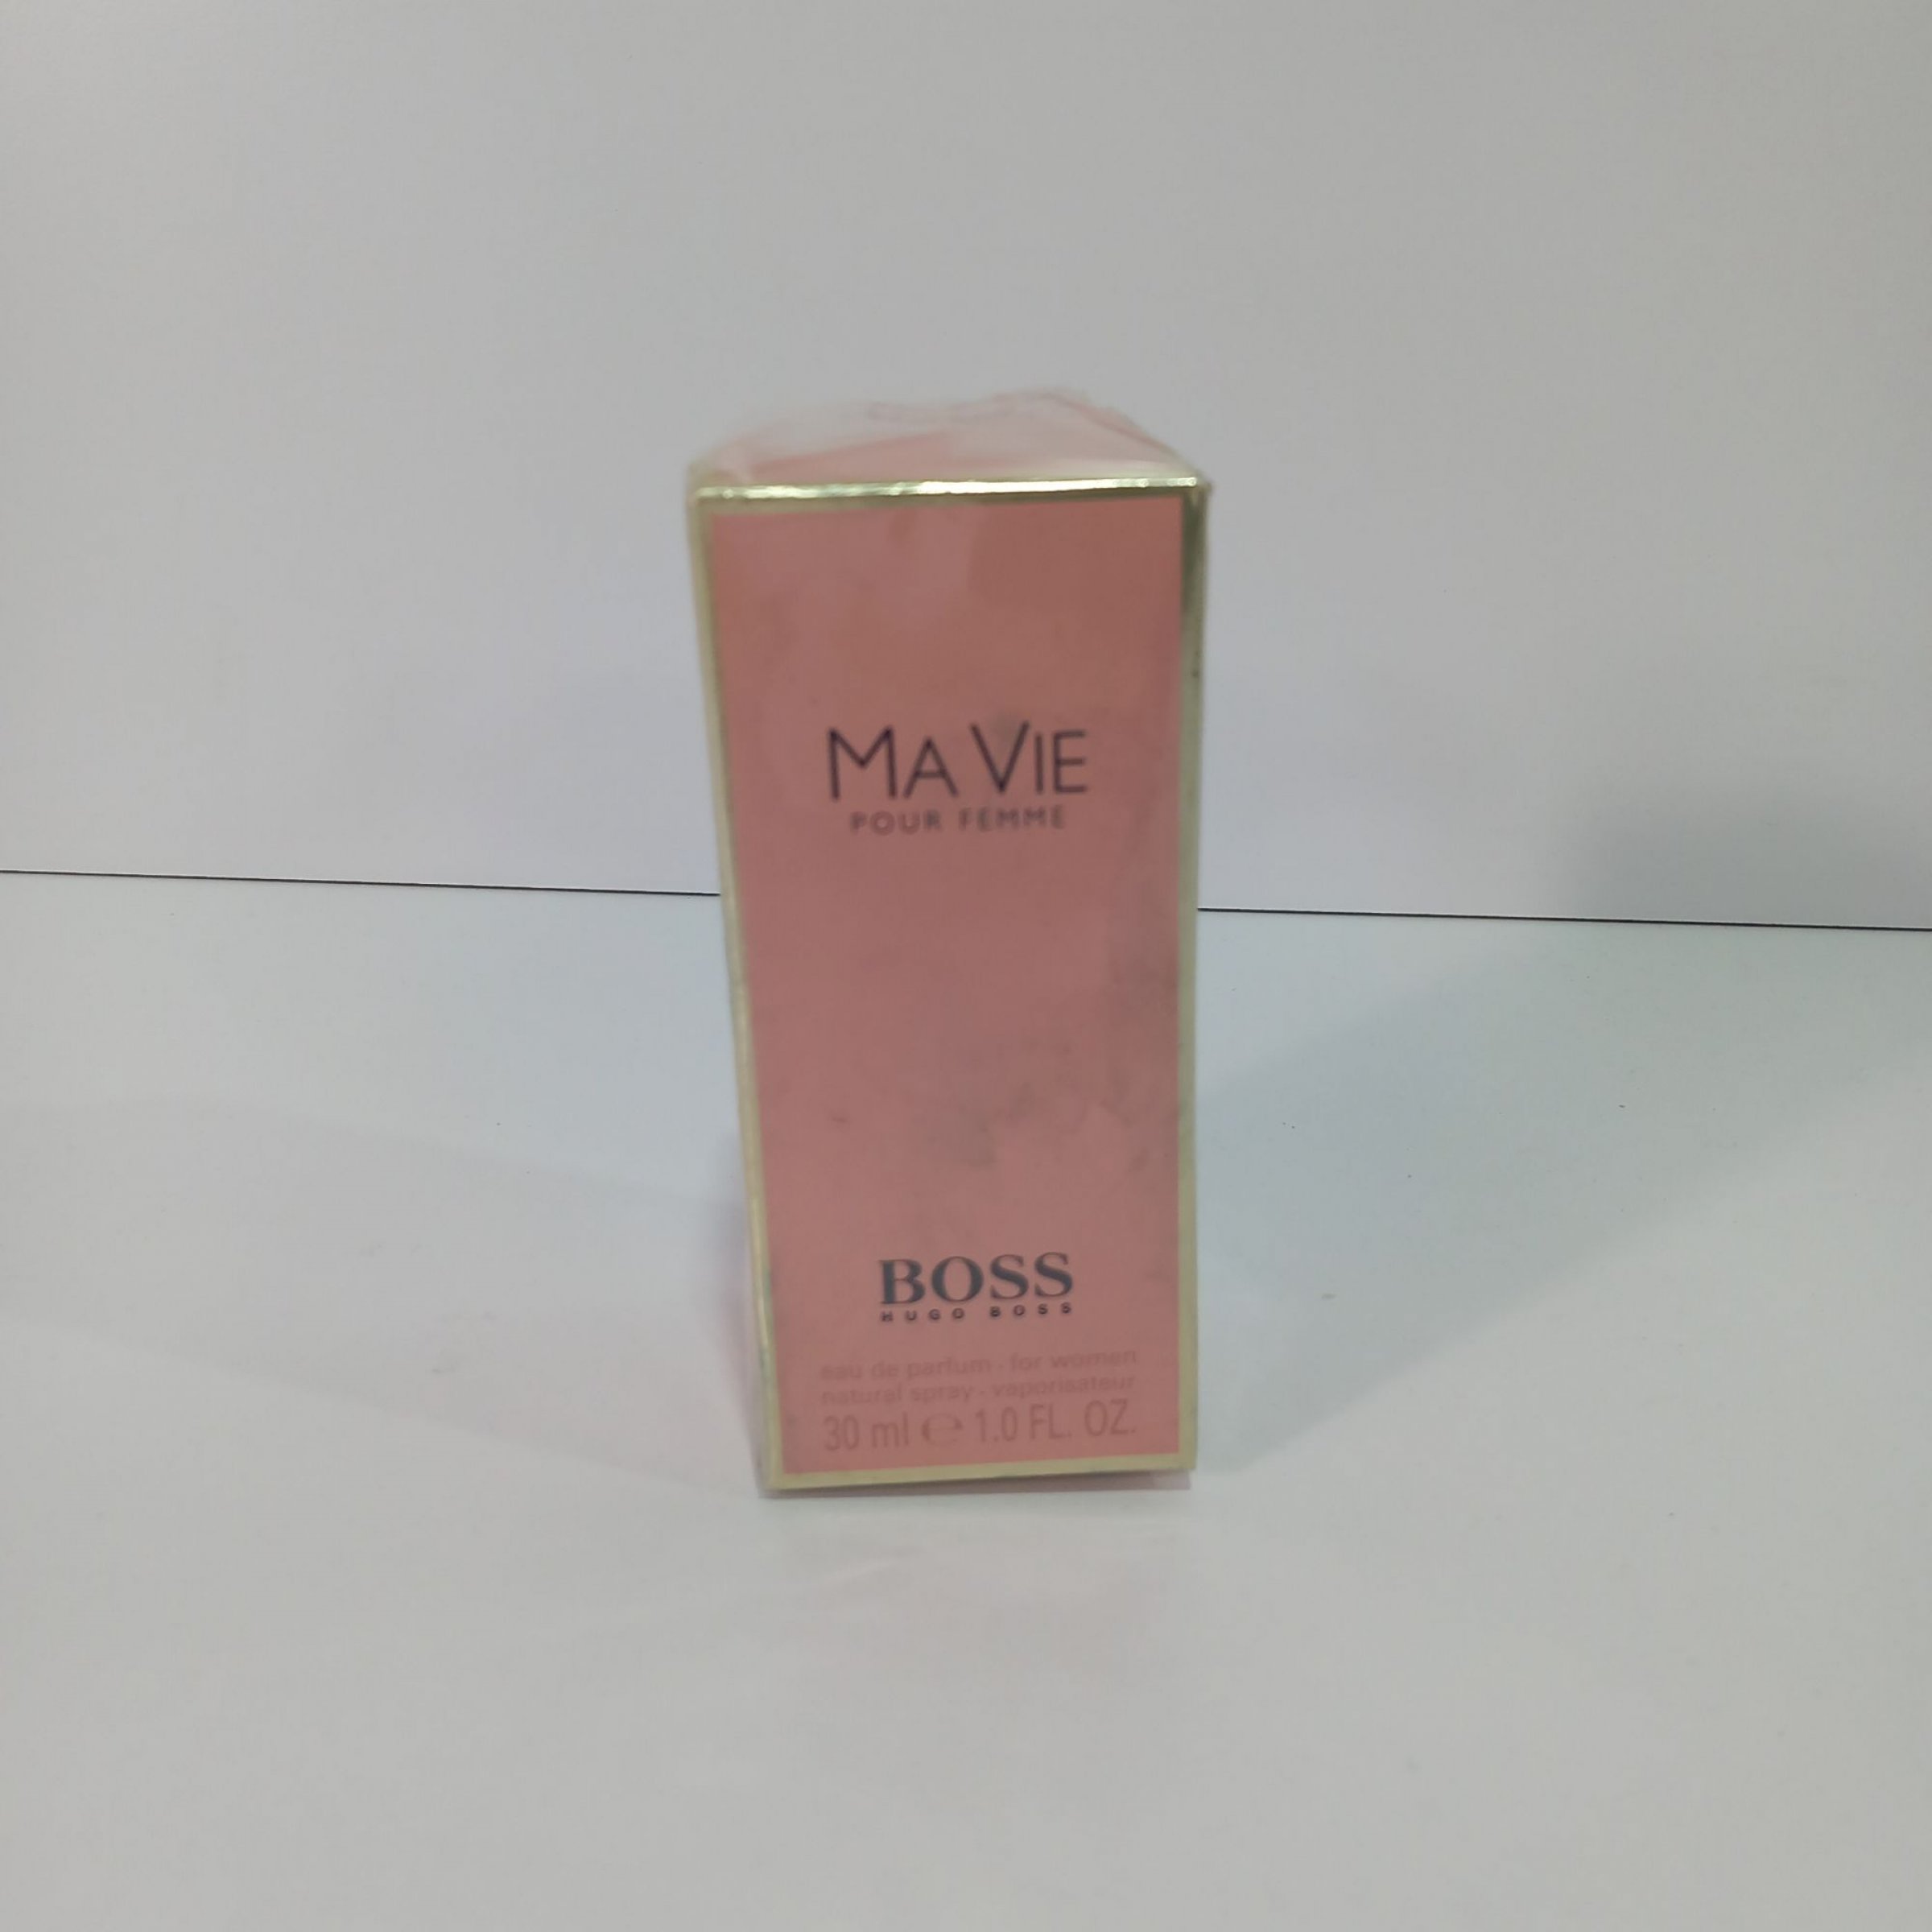 MA VIE
POUR FEMME
BOSS
HUGO BOSS
eau de parfum · for women
natural spray · vaporisateur
30 ml ℮ 1.0 FL. OZ.